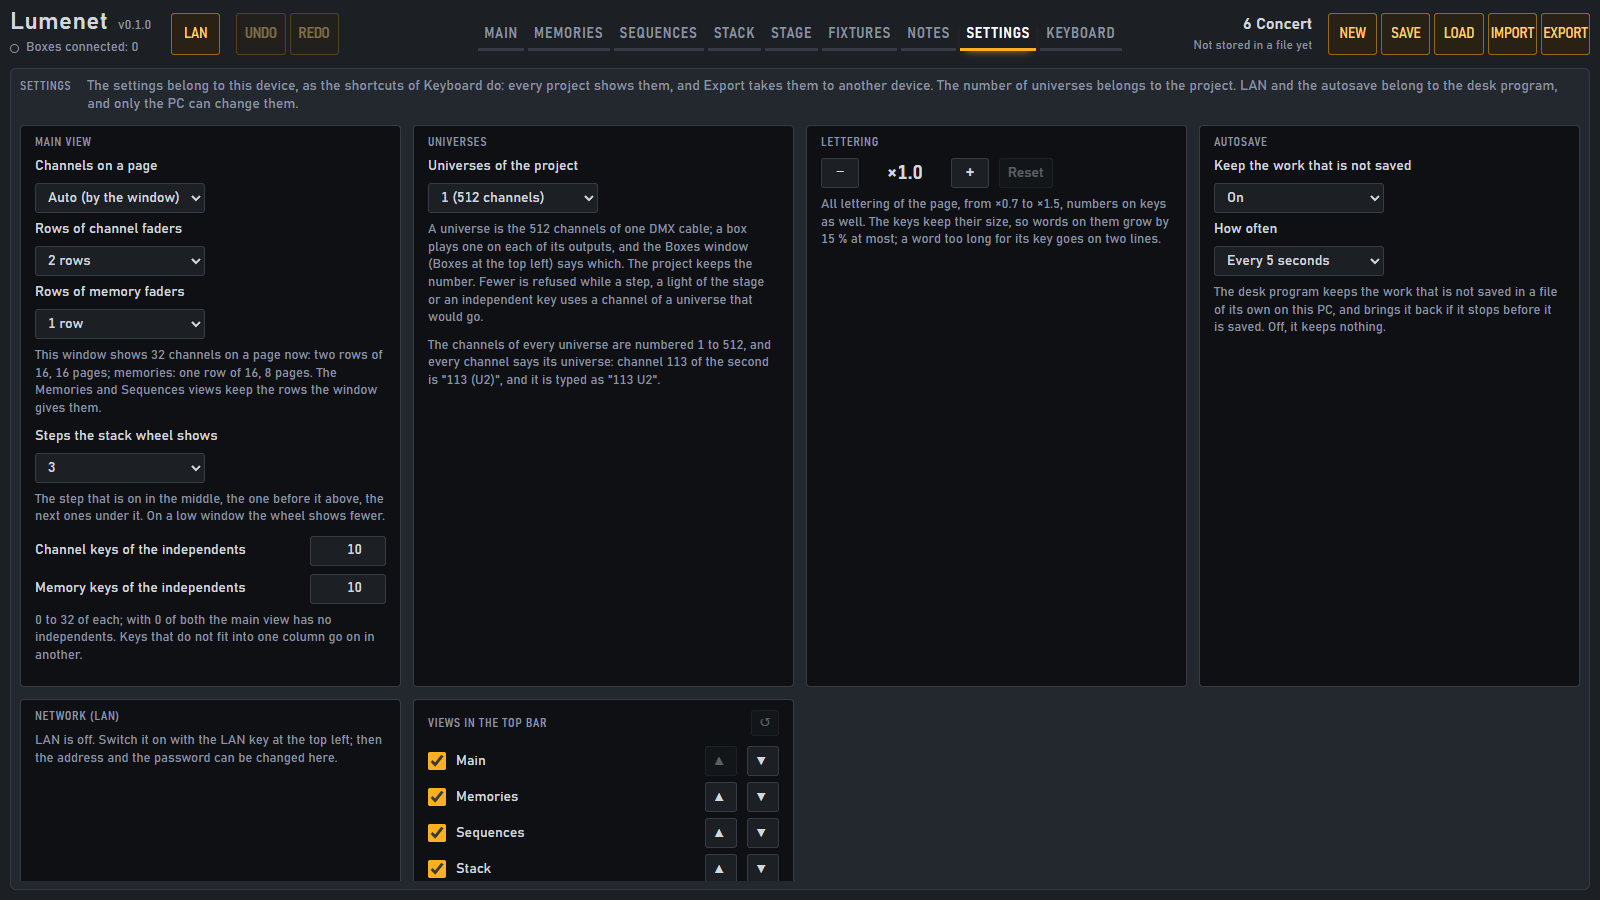 Lumenet v0.1.0
Boxes connected: 0
LAN
UNDO
REDO
MAIN
MEMORIES
SEQUENCES
STACK
STAGE
FIXTURES
NOTES
SETTINGS
KEYBOARD
6 Concert
Not stored in a file yet
NEW
SAVE
LOAD
IMPORT
EXPORT
SETTINGS
The settings belong to this device, as the shortcuts of Keyboard do: every project shows them, and Export takes them to another device. The number of universes belongs to the project. LAN and the autosave belong to the desk program,
and only the PC can change them.
MAIN VIEW
Channels on a page
Auto (by the window)
Rows of channel faders
2 rows
Rows of memory faders
1 row
This window shows 32 channels on a page now: two rows of
16, 16 pages; memories: one row of 16, 8 pages. The
Memories and Sequences views keep the rows the window
gives them.
Steps the stack wheel shows
3
The step that is on in the middle, the one before it above, the
next ones under it. On a low window the wheel shows fewer.
Channel keys of the independents
10
Memory keys of the independents
10
0 to 32 of each; with 0 of both the main view has no
independents. Keys that do not fit into one column go on in
another.
UNIVERSES
Universes of the project
1 (512 channels)
A universe is the 512 channels of one DMX cable; a box
plays one on each of its outputs, and the Boxes window
(Boxes at the top left) says which. The project keeps the
number. Fewer is refused while a step, a light of the stage
or an independent key uses a channel of a universe that
would go.
The channels of every universe are numbered 1 to 512, and
every channel says its universe: channel 113 of the second
is "113 (U2)", and it is typed as "113 U2".
LETTERING
−
×1.0
+
Reset
All lettering of the page, from ×0.7 to ×1.5, numbers on keys
as well. The keys keep their size, so words on them grow by
15 % at most; a word too long for its key goes on two lines.
AUTOSAVE
Keep the work that is not saved
On
How often
Every 5 seconds
The desk program keeps the work that is not saved in a file
of its own on this PC, and brings it back if it stops before it
is saved. Off, it keeps nothing.
NETWORK (LAN)
LAN is off. Switch it on with the LAN key at the top left; then
the address and the password can be changed here.
VIEWS IN THE TOP BAR
↺
Main ▲ ▼
Memories ▲ ▼
Sequences ▲ ▼
Stack ▲ ▼